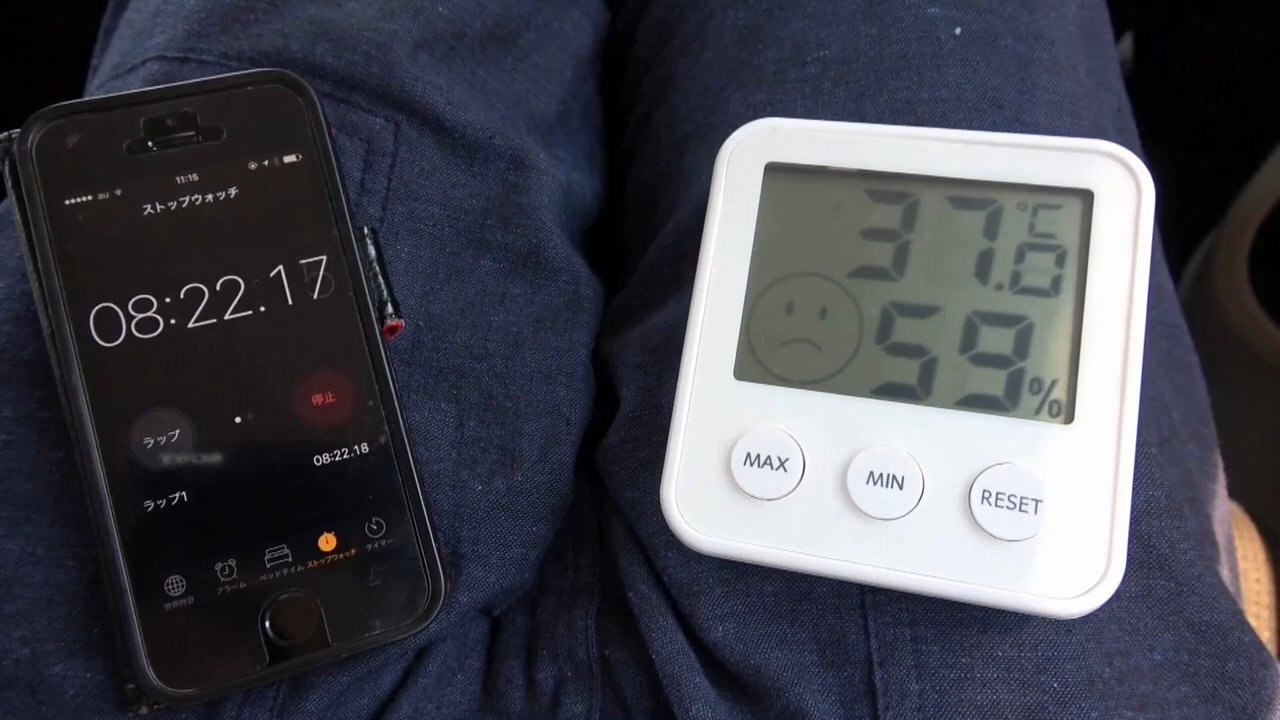 au
11:15
ストップウォッチ
08:22.17
停止
ラップ
08:22.18
ラップ1
世界時計
アラーム
ベッドタイム
ストップウォッチ
タイマー
37.8
°C
59
%
MAX
MIN
RESET